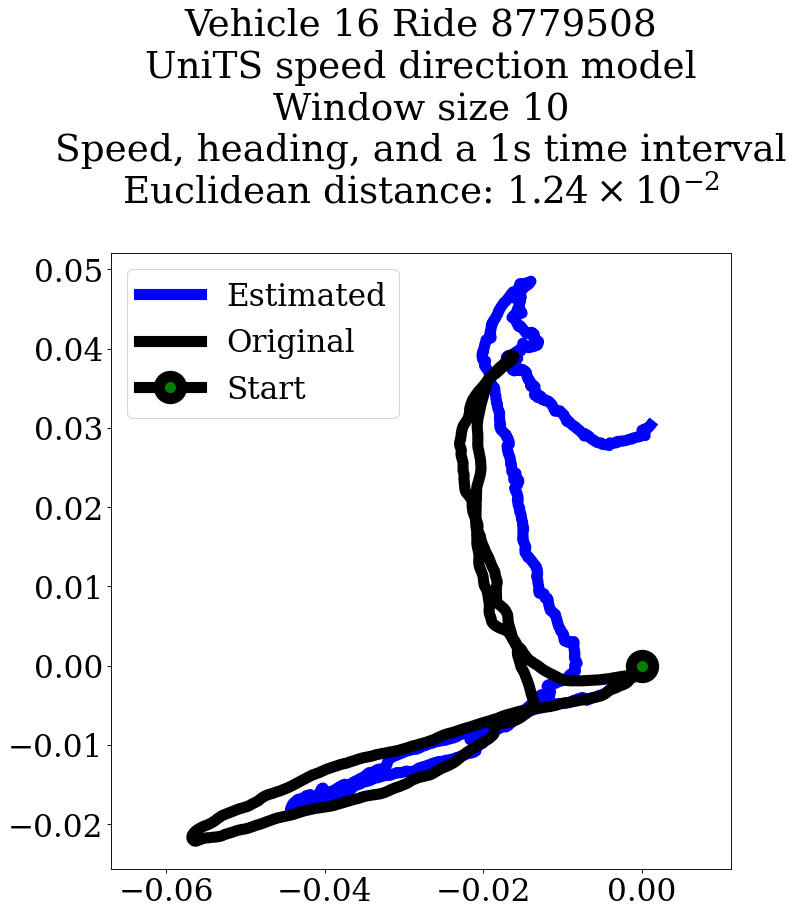 Vehicle 16 Ride 8779508
UniTS speed direction model
Window size 10
Speed, heading, and a 1s time interval
Euclidean distance: 1.24 × 10⁻²
0.05
Estimated
0.04
Original
Start
0.03
0.02
0.01
0.00
−0.01
−0.02
−0.06 −0.04 −0.02 0.00